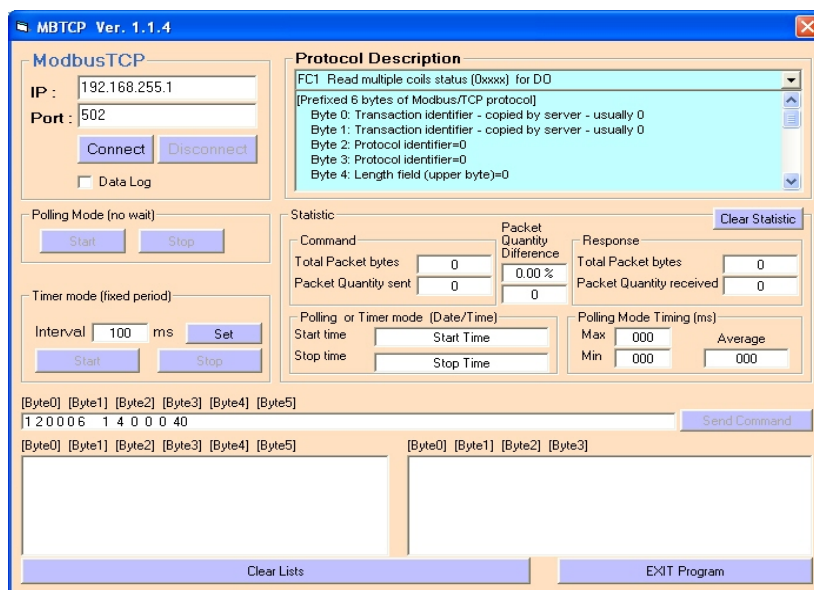 MBTCP Ver. 1.1.4
ModbusTCP
IP : 192.168.255.1
Port : 502
Connect Disconnect
Data Log
Protocol Description
FC1 Read multiple coils status (0xxxx) for DO
[Prefixed 6 bytes of Modbus/TCP protocol]
Byte 0: Transaction identifier - copied by server - usually 0
Byte 1: Transaction identifier - copied by server - usually 0
Byte 2: Protocol identifier=0
Byte 3: Protocol identifier=0
Byte 4: Length field (upper byte)=0
Polling Mode (no wait)
Start Stop
Timer mode (fixed period)
Interval 100 ms Set
Start Stop
Statistic
Clear Statistic
Command
Total Packet bytes 0
Packet Quantity sent 0
Packet
Quantity
Difference
0.00 %
0
Response
Total Packet bytes 0
Packet Quantity received 0
Polling or Timer mode (Date/Time)
Start time Start Time
Stop time Stop Time
Polling Mode Timing (ms)
Max 000 Average
Min 000 000
[Byte0] [Byte1] [Byte2] [Byte3] [Byte4] [Byte5]
1 2 0 0 0 6 1 4 0 0 0 40
Send Command
[Byte0] [Byte1] [Byte2] [Byte3] [Byte4] [Byte5]
[Byte0] [Byte1] [Byte2] [Byte3]
Clear Lists
EXIT Program